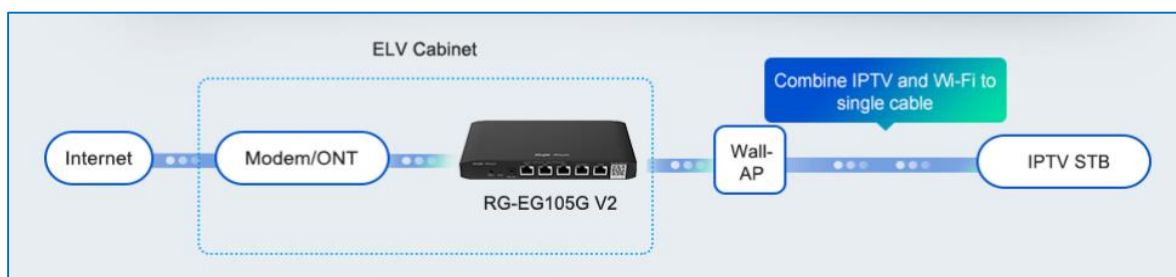 ELV Cabinet
Combine IPTV and Wi-Fi to
single cable
Internet
Modem/ONT
Wall-
AP
IPTV STB
RG-EG105G V2